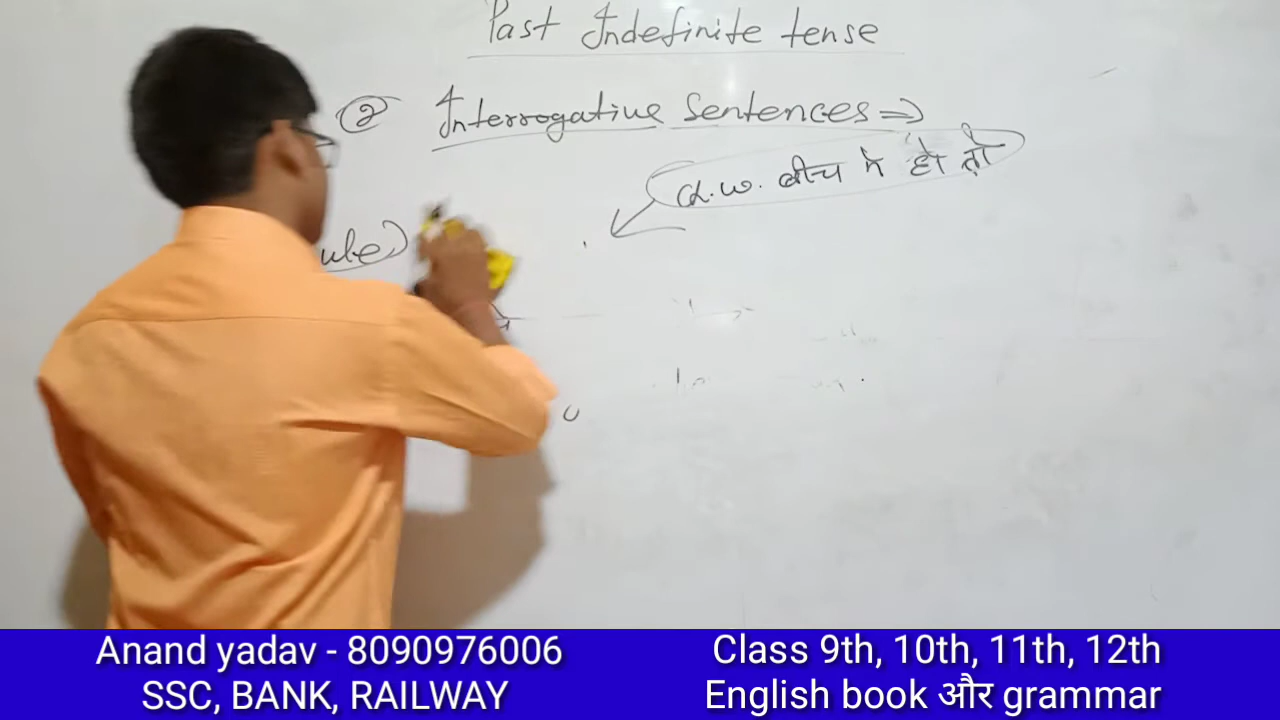 Past Indefinite tense
② Interrogative Sentences ⇒
Q.W. बीच में हो तो
ule)
Anand yadav - 8090976006
SSC, BANK, RAILWAY
Class 9th, 10th, 11th, 12th
English book और grammar